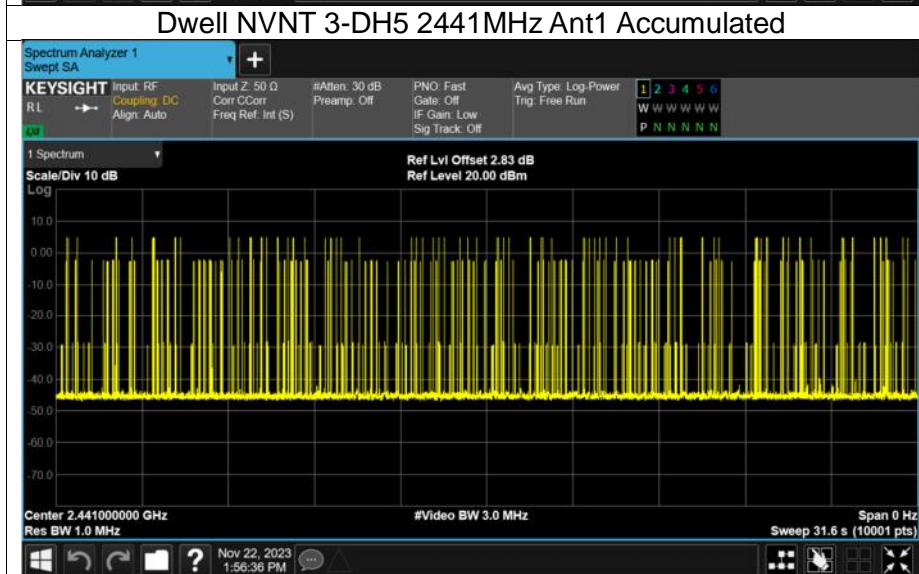 Dwell NVNT 3-DH5 2441MHz Ant1 Accumulated
Spectrum Analyzer 1
Swept SA
+
KEYSIGHT Input: RF Input Z: 50 Ω #Atten: 30 dB PNO: Fast Avg Type: Log-Power 1 2 3 4 5 6
RL Coupling: DC Corr CCorr Preamp: Off Gate: Off Trig: Free Run W W W W W W
Align: Auto Freq Ref: Int (S) IF Gain: Low P N N N N N
LXI Sig Track: Off
1 Spectrum Ref Lvl Offset 2.83 dB
Scale/Div 10 dB Ref Level 20.00 dBm
Log
10.0
0.00
-10.0
-20.0
-30.0
-40.0
-50.0
-60.0
-70.0
Center 2.441000000 GHz #Video BW 3.0 MHz Span 0 Hz
Res BW 1.0 MHz Sweep 31.6 s (10001 pts)
? Nov 22, 2023
1:56:36 PM